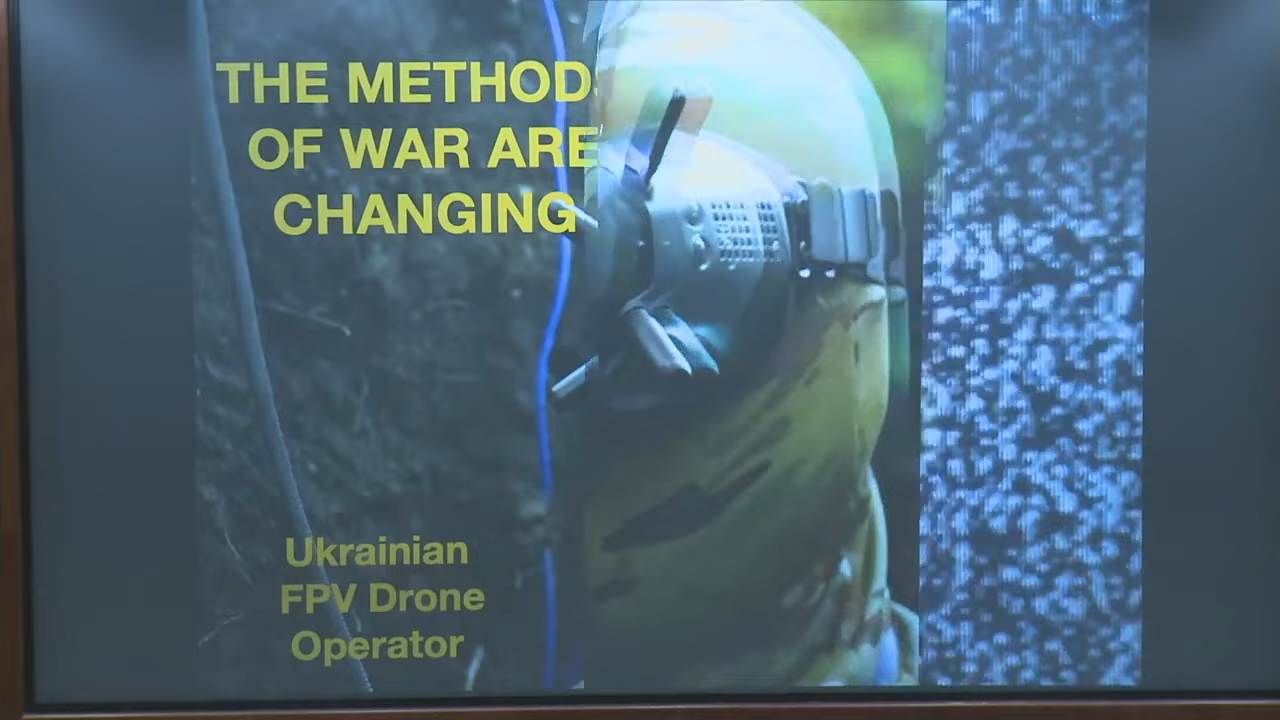 THE METHODS
OF WAR ARE
CHANGING
Ukrainian
FPV Drone
Operator